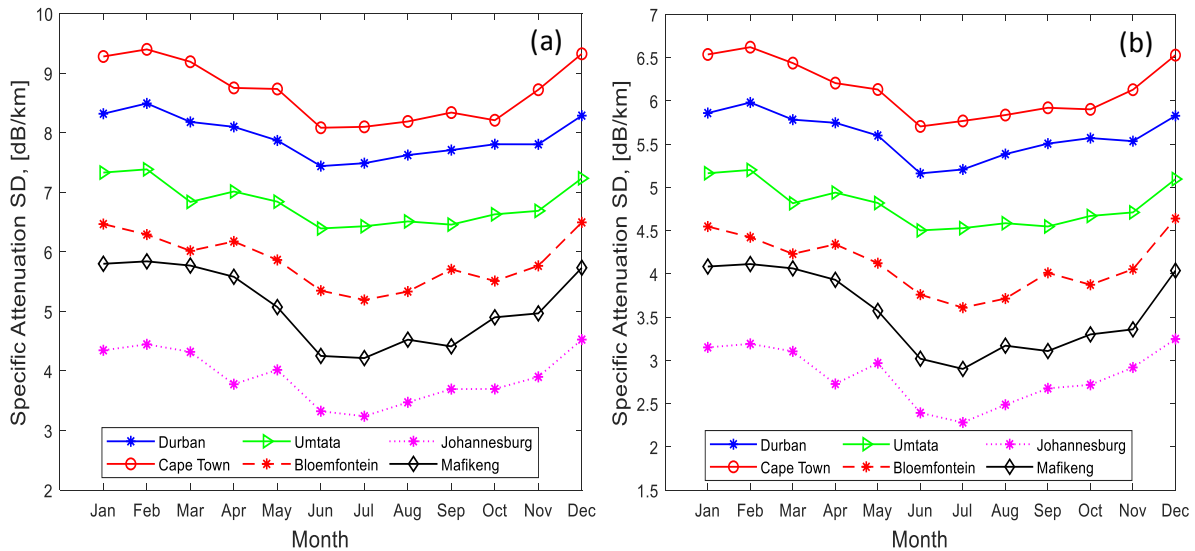 (a)
Specific Attenuation SD, [dB/km]
10
9
8
7
6
5
4
3
2
Durban Umtata Johannesburg
Cape Town Bloemfontein Mafikeng
Jan Feb Mar Apr May Jun Jul Aug Sep Oct Nov Dec
Month
(b)
Specific Attenuation SD, [dB/km]
7
6.5
6
5.5
5
4.5
4
3.5
3
2.5
2
1.5
Durban Umtata Johannesburg
Cape Town Bloemfontein Mafikeng
Jan Feb Mar Apr May Jun Jul Aug Sep Oct Nov Dec
Month